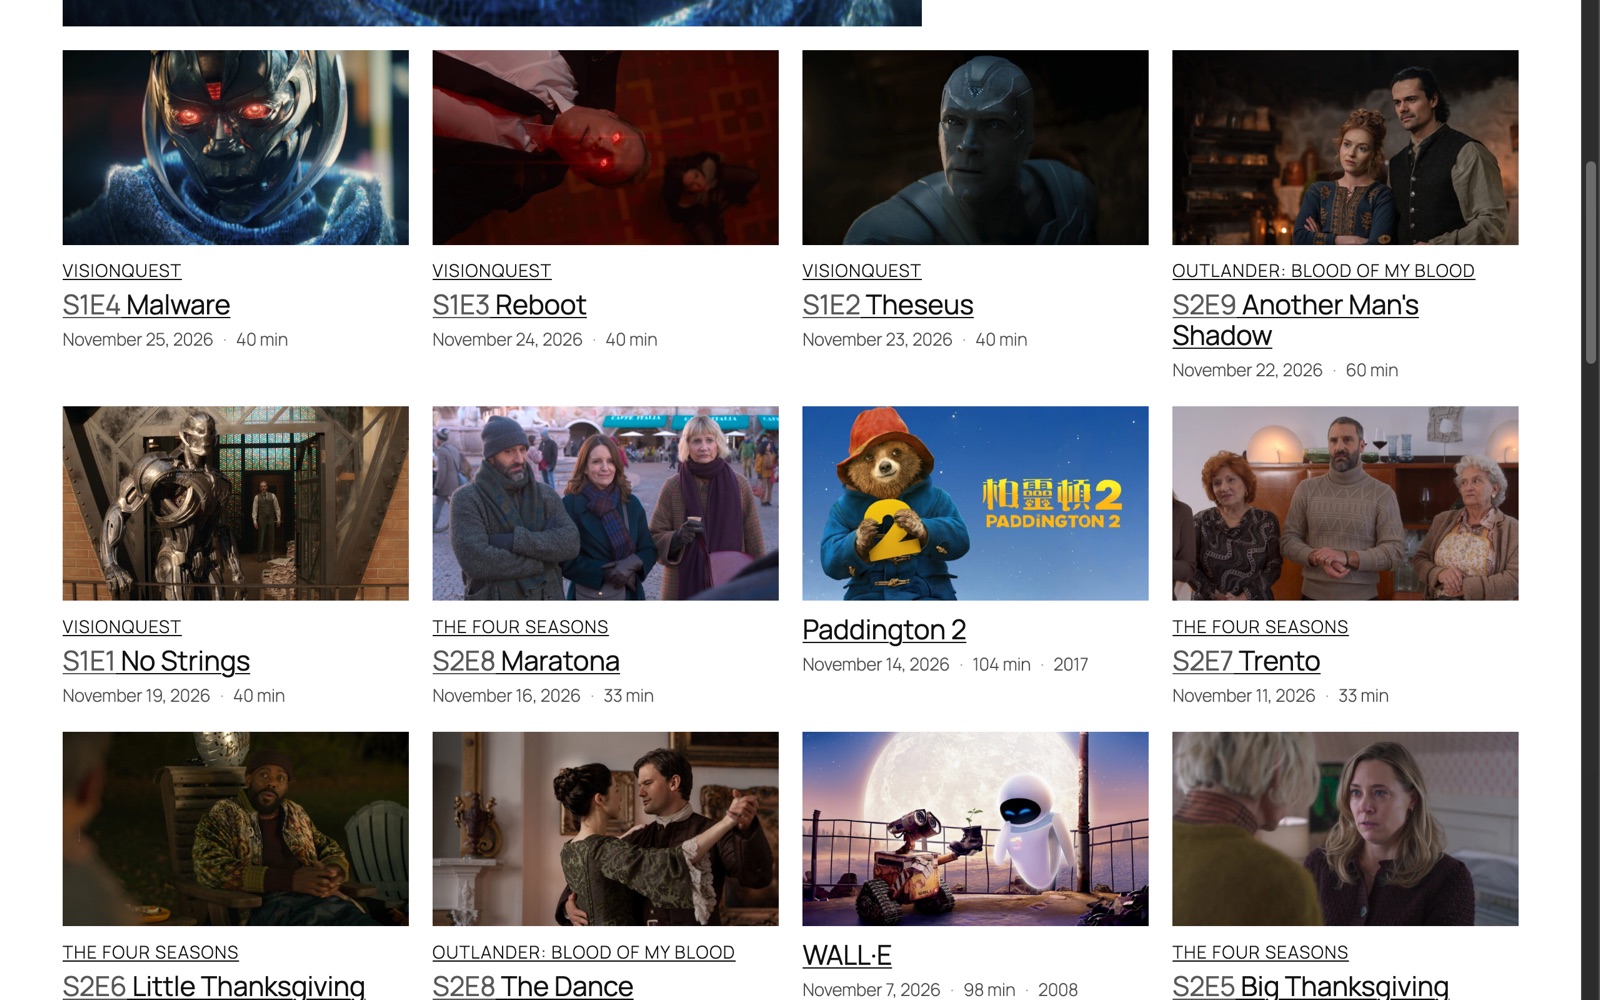 VISIONQUEST
S1E4 Malware
November 25, 2026 · 40 min
VISIONQUEST
S1E3 Reboot
November 24, 2026 · 40 min
VISIONQUEST
S1E2 Theseus
November 23, 2026 · 40 min
OUTLANDER: BLOOD OF MY BLOOD
S2E9 Another Man's
Shadow
November 22, 2026 · 60 min
VISIONQUEST
S1E1 No Strings
November 19, 2026 · 40 min
CAFFE ITALIA
THE FOUR SEASONS
S2E8 Maratona
November 16, 2026 · 33 min
2
柏靈頓2
PADDINGTON 2
Paddington 2
November 14, 2026 · 104 min · 2017
THE FOUR SEASONS
S2E7 Trento
November 11, 2026 · 33 min
THE FOUR SEASONS
S2E6 Little Thanksgiving
OUTLANDER: BLOOD OF MY BLOOD
S2E8 The Dance
WALL·E
November 7, 2026 · 98 min · 2008
THE FOUR SEASONS
S2E5 Big Thanksgiving